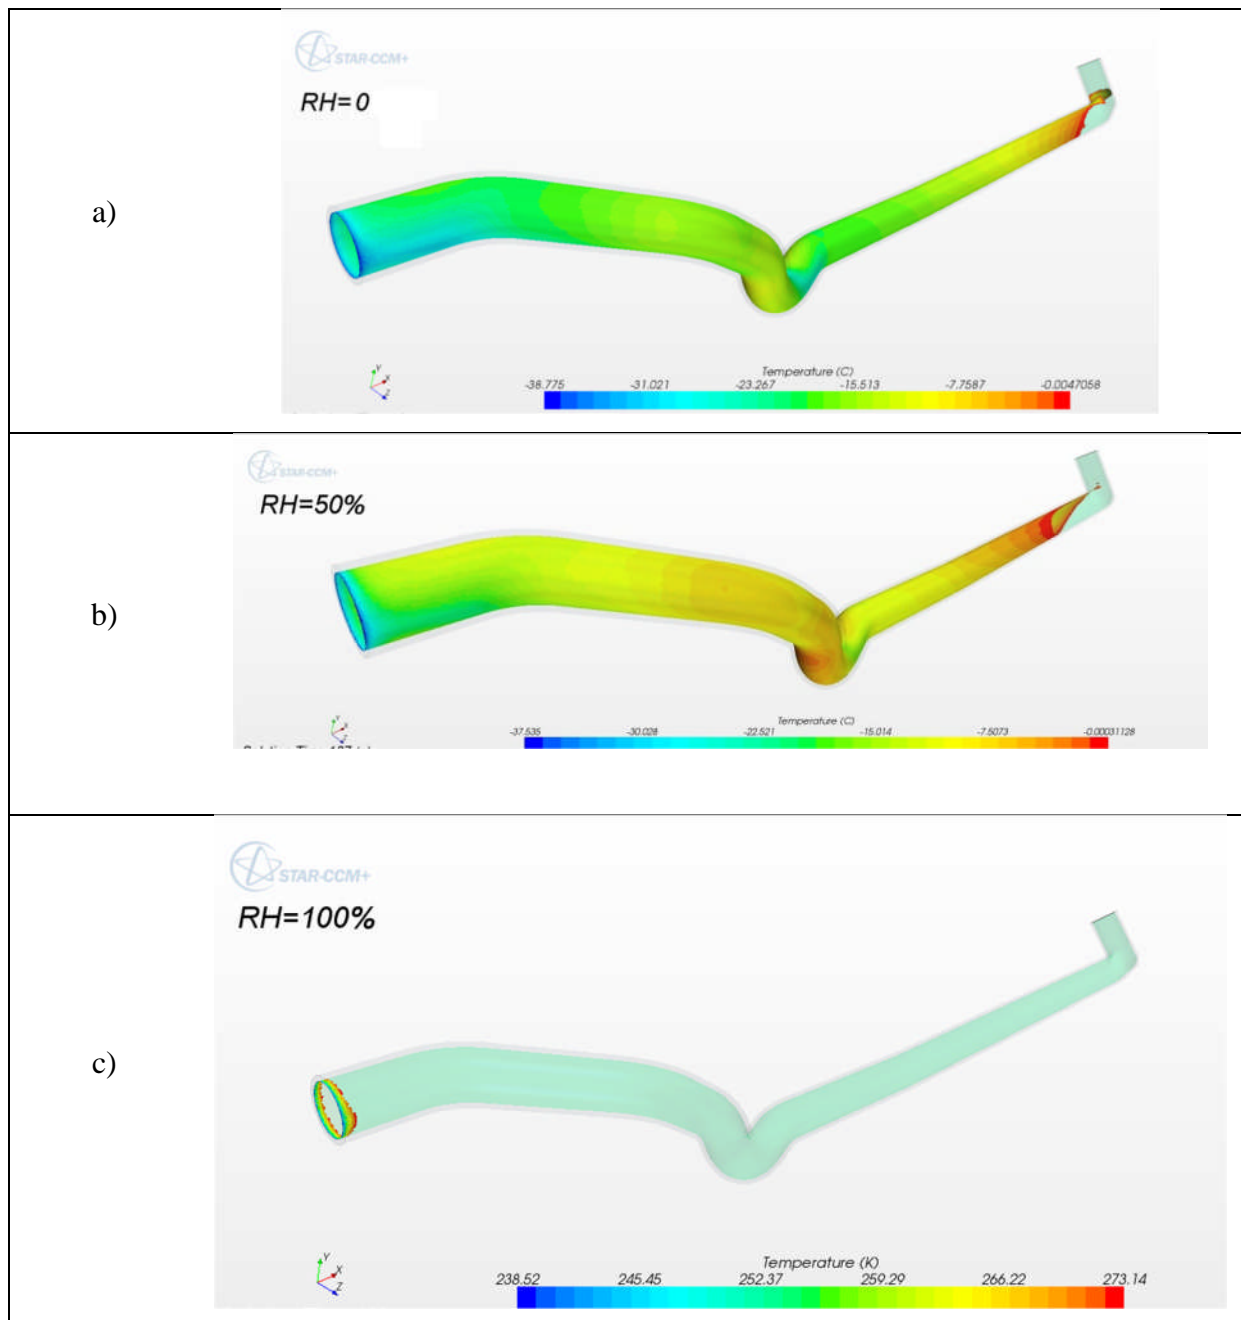 a)
STAR-CCM+
RH=0
Y
X
Z
Temperature (C)
-38.775 -31.021 -23.267 -15.513 -7.7587 -0.0047058
b)
STAR-CCM+
RH=50%
Y
X
Z
Temperature (C)
-37.535 -30.028 -22.521 -15.014 -7.5073 -0.00031128
c)
STAR-CCM+
RH=100%
Y
X
Z
Temperature (K)
238.52 245.45 252.37 259.29 266.22 273.14